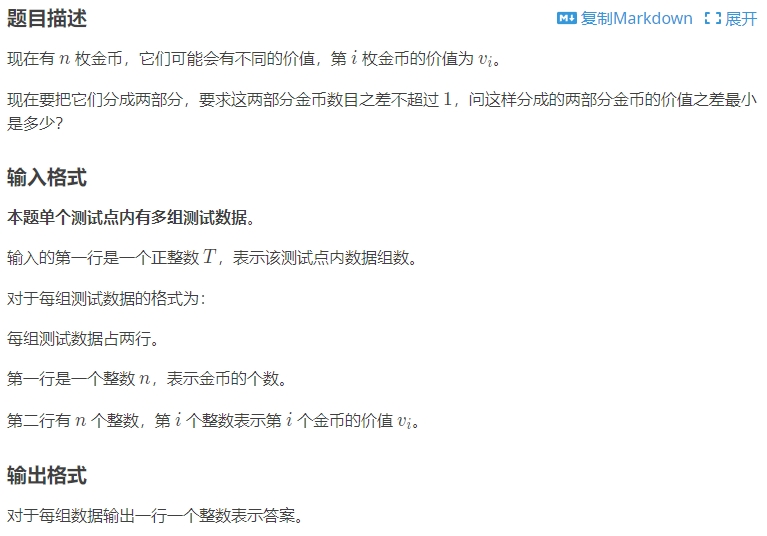 题目描述 复制Markdown 展开
现在有 n 枚金币，它们可能会有不同的价值，第 i 枚金币的价值为 vᵢ。
现在要把它们分成两部分，要求这两部分金币数目之差不超过 1，问这样分成的两部分金币的价值之差最小
是多少？
输入格式
本题单个测试点内有多组测试数据。
输入的第一行是一个正整数 T，表示该测试点内数据组数。
对于每组测试数据的格式为：
每组测试数据占两行。
第一行是一个整数 n，表示金币的个数。
第二行有 n 个整数，第 i 个整数表示第 i 个金币的价值 vᵢ。
输出格式
对于每组数据输出一行一个整数表示答案。